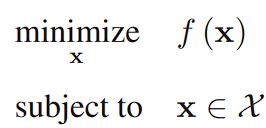 minimize f (x)
x
subject to x ∈ 𝒳